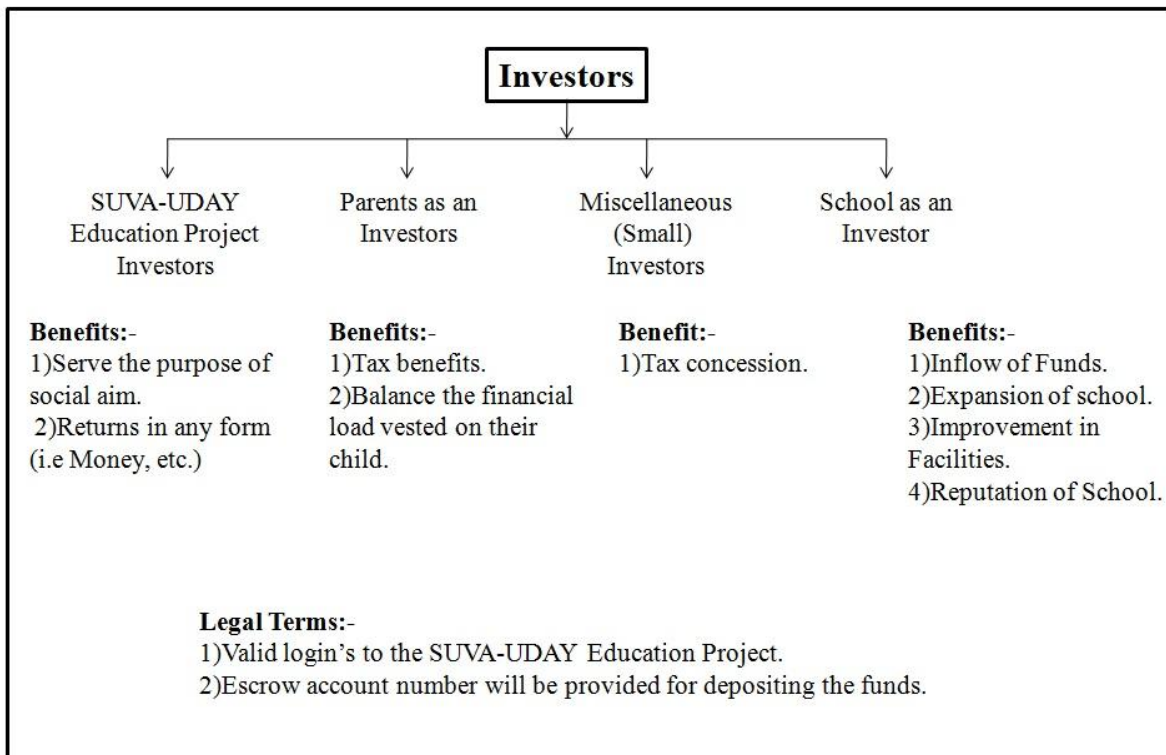 Investors
SUVA-UDAY
Education Project
Investors
Parents as an
Investors
Miscellaneous
(Small)
Investors
School as an
Investor
Benefits:-
1)Serve the purpose of
social aim.
2)Returns in any form
(i.e Money, etc.)
Benefits:-
1)Tax benefits.
2)Balance the financial
load vested on their
child.
Benefit:-
1)Tax concession.
Benefits:-
1)Inflow of Funds.
2)Expansion of school.
3)Improvement in
Facilities.
4)Reputation of School.
Legal Terms:-
1)Valid login’s to the SUVA-UDAY Education Project.
2)Escrow account number will be provided for depositing the funds.